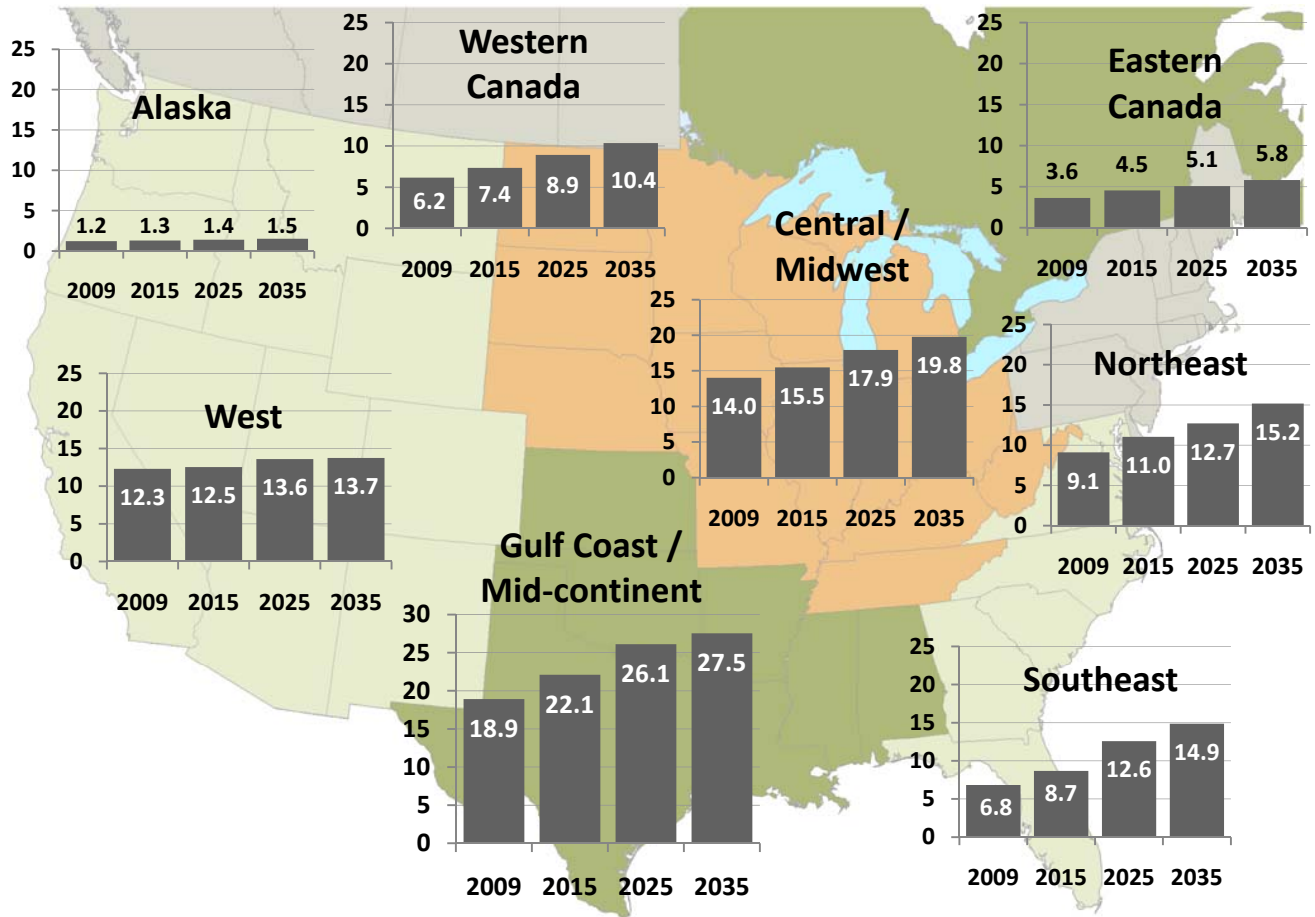 Alaska
25
20
15
10
5
0
1.2 1.3 1.4 1.5
2009 2015 2025 2035
Western
Canada
25
20
15
10
5
0
6.2 7.4 8.9 10.4
2009 2015 2025 2035
Eastern
Canada
25
20
15
10
5
0
3.6 4.5 5.1 5.8
2009 2015 2025 2035
Central /
Midwest
25
20
15
10
5
0
14.0 15.5 17.9 19.8
2009 2015 2025 2035
Northeast
25
20
15
10
5
0
9.1 11.0 12.7 15.2
2009 2015 2025 2035
West
25
20
15
10
5
0
12.3 12.5 13.6 13.7
2009 2015 2025 2035
Gulf Coast /
Mid-continent
30
25
20
15
10
5
0
18.9 22.1 26.1 27.5
2009 2015 2025 2035
Southeast
25
20
15
10
5
0
6.8 8.7 12.6 14.9
2009 2015 2025 2035